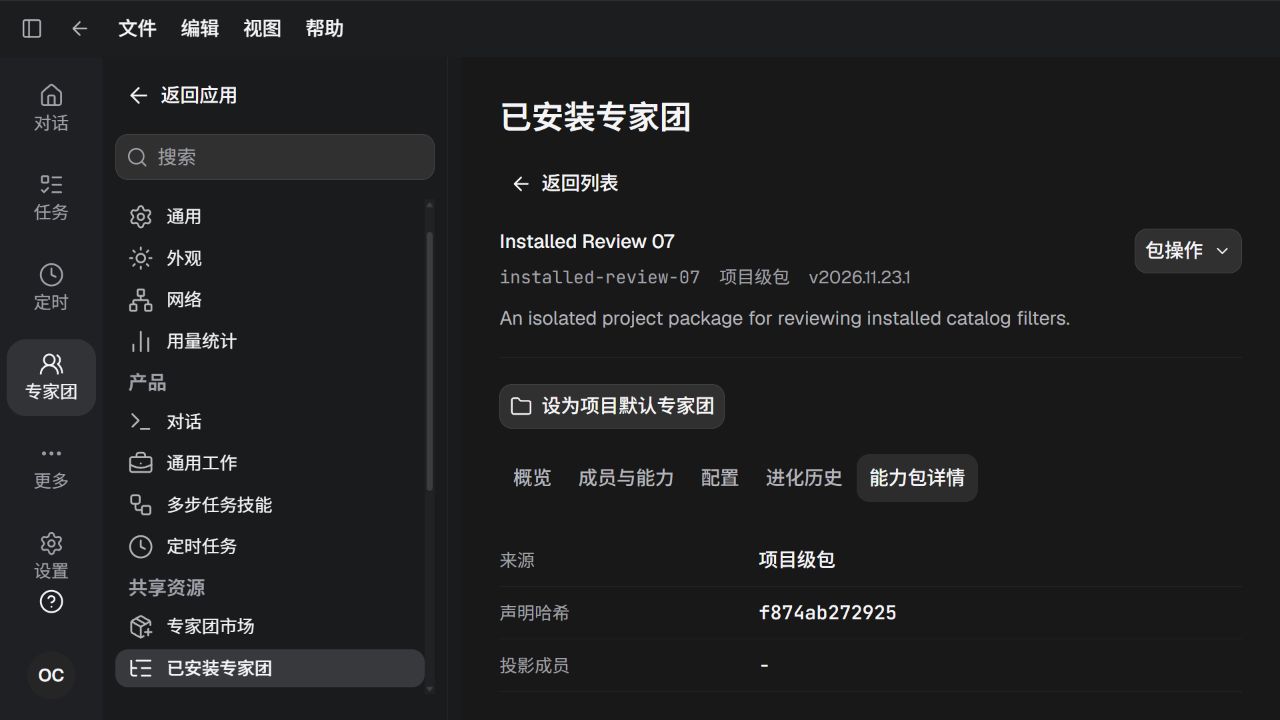 文件 编辑 视图 帮助
对话
任务
定时
专家团
更多
设置
OC
返回应用
搜索
通用
外观
网络
用量统计
产品
对话
通用工作
多步任务技能
定时任务
共享资源
专家团市场
已安装专家团
已安装专家团
返回列表
Installed Review 07
包操作
installed-review-07 项目级包 v2026.11.23.1
An isolated project package for reviewing installed catalog filters.
设为项目默认专家团
概览 成员与能力 配置 进化历史 能力包详情
来源 项目级包
声明哈希 f874ab272925
投影成员 -